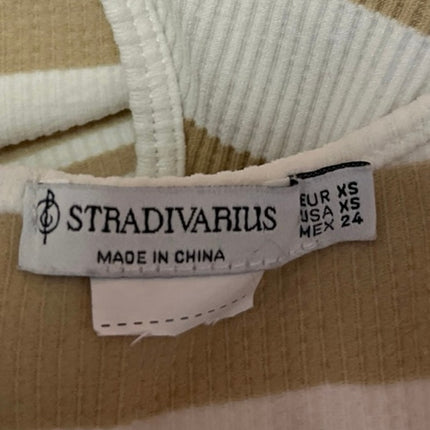 STRADIVARIUS
MADE IN CHINA
EUR XS
USA XS
MEX 24